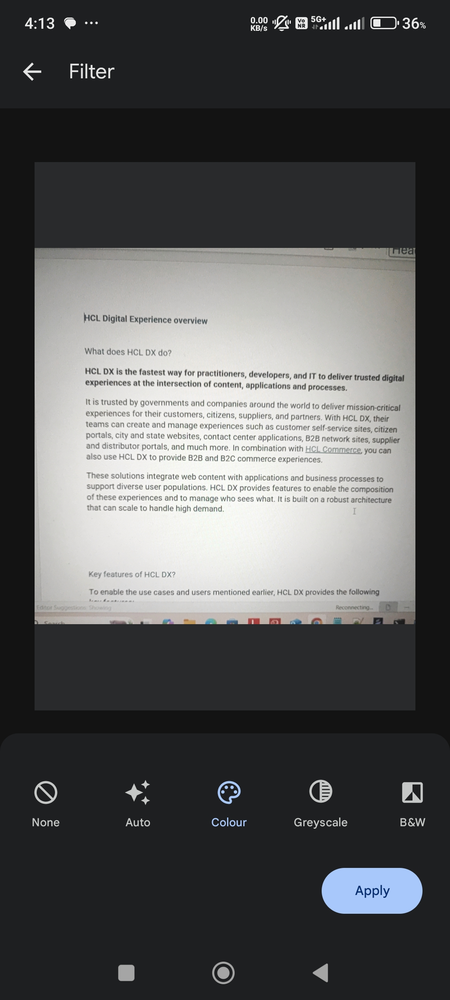 4:13
0.00
KB/s
Vo
NR
5G+
36%
Filter
Hea
HCL Digital Experience overview
What does HCL DX do?
HCL DX is the fastest way for practitioners, developers, and IT to deliver trusted digital
experiences at the intersection of content, applications and processes.
It is trusted by governments and companies around the world to deliver mission-critical
experiences for their customers, citizens, suppliers, and partners. With HCL DX, their
teams can create and manage experiences such as customer self-service sites, citizen
portals, city and state websites, contact center applications, B2B network sites, supplier
and distributor portals, and much more. In combination with HCL Commerce, you can
also use HCL DX to provide B2B and B2C commerce experiences.
These solutions integrate web content with applications and business processes to
support diverse user populations. HCL DX provides features to enable the composition
of these experiences and to manage who sees what. It is built on a robust architecture
that can scale to handle high demand.
Key features of HCL DX?
To enable the use cases and users mentioned earlier, HCL DX provides the following
Editor Suggestions: Showing
Reconnecting...
Search
None
Auto
Colour
Greyscale
B&W
Apply